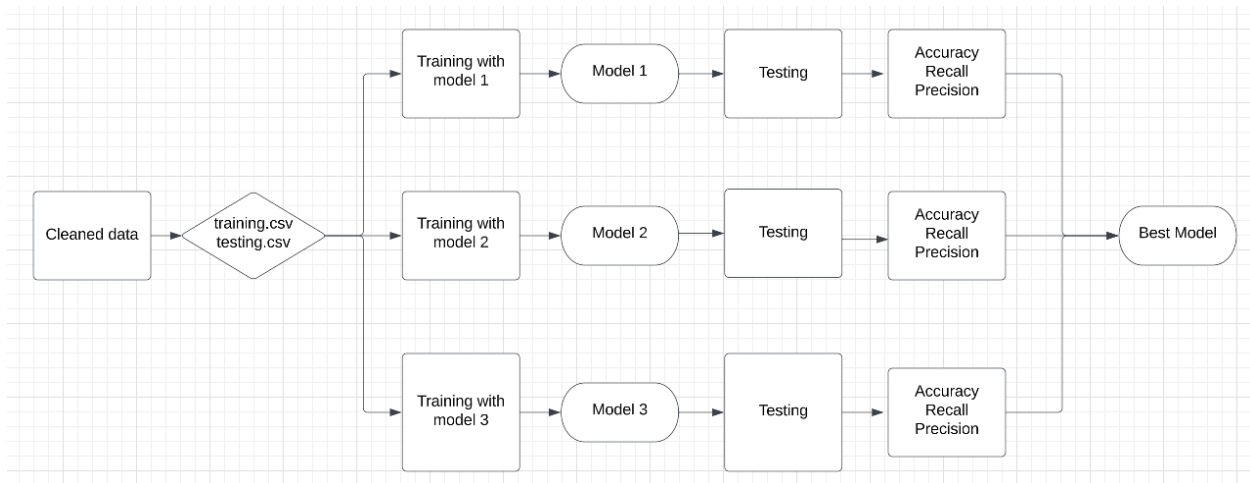 Cleaned data
training.csv
testing.csv
Training with
model 1
Model 1
Testing
Accuracy
Recall
Precision
Training with
model 2
Model 2
Testing
Accuracy
Recall
Precision
Training with
model 3
Model 3
Testing
Accuracy
Recall
Precision
Best Model